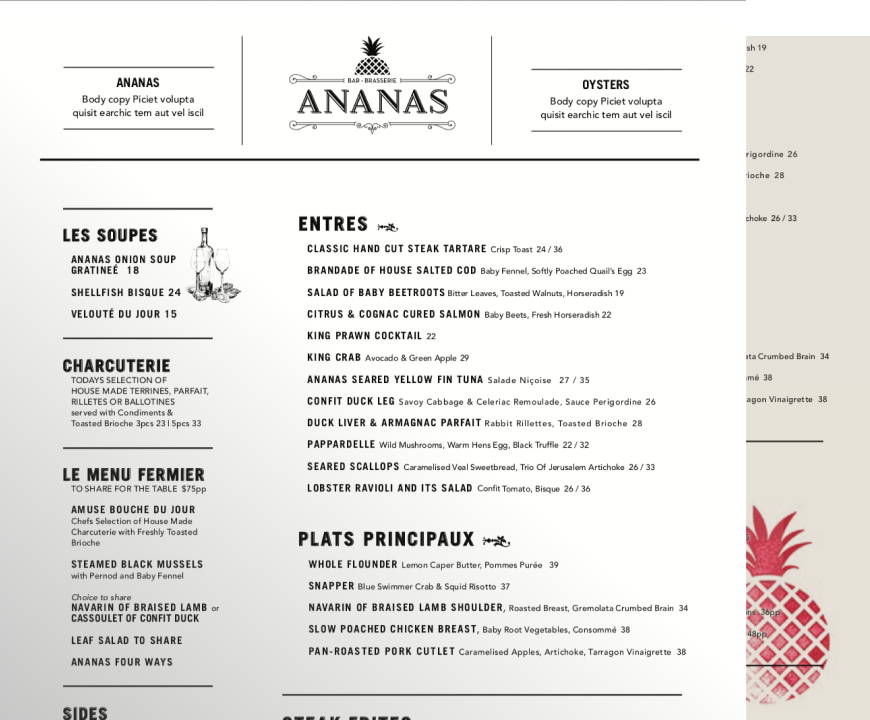 ANANAS
Body copy Piciet volupta
quisit earchic tem aut vel iscil
BAR - BRASSERIE
ANANAS
OYSTERS
Body copy Piciet volupta
quisit earchic tem aut vel iscil
LES SOUPES
ANANAS ONION SOUP
GRATINEÉ 18
SHELLFISH BISQUE 24
VELOUTÉ DU JOUR 15
CHARCUTERIE
TODAYS SELECTION OF
HOUSE MADE TERRINES, PARFAIT,
RILLETES OR BALLOTINES
served with Condiments &
Toasted Brioche 3pcs 23 l 5pcs 33
LE MENU FERMIER
TO SHARE FOR THE TABLE $75pp
AMUSE BOUCHE DU JOUR
Chefs Selection of House Made
Charcuterie with Freshly Toasted
Brioche
STEAMED BLACK MUSSELS
with Pernod and Baby Fennel
Choice to share
NAVARIN OF BRAISED LAMB or
CASSOULET OF CONFIT DUCK
LEAF SALAD TO SHARE
ANANAS FOUR WAYS
SIDES
ENTRES
CLASSIC HAND CUT STEAK TARTARE Crisp Toast 24 / 36
BRANDADE OF HOUSE SALTED COD Baby Fennel, Softly Poached Quail's Egg 23
SALAD OF BABY BEETROOTS Bitter Leaves, Toasted Walnuts, Horseradish 19
CITRUS & COGNAC CURED SALMON Baby Beets, Fresh Horseradish 22
KING PRAWN COCKTAIL 22
KING CRAB Avocado & Green Apple 29
ANANAS SEARED YELLOW FIN TUNA Salade Niçoise 27 / 35
CONFIT DUCK LEG Savoy Cabbage & Celeriac Remoulade, Sauce Perigordine 26
DUCK LIVER & ARMAGNAC PARFAIT Rabbit Rillettes, Toasted Brioche 28
PAPPARDELLE Wild Mushrooms, Warm Hens Egg, Black Truffle 22 / 32
SEARED SCALLOPS Caramelised Veal Sweetbread, Trio Of Jerusalem Artichoke 26 / 33
LOBSTER RAVIOLI AND ITS SALAD Confit Tomato, Bisque 26 / 36
PLATS PRINCIPAUX
WHOLE FLOUNDER Lemon Caper Butter, Pommes Purée 39
SNAPPER Blue Swimmer Crab & Squid Risotto 37
NAVARIN OF BRAISED LAMB SHOULDER, Roasted Breast, Gremolata Crumbed Brain 34
SLOW POACHED CHICKEN BREAST, Baby Root Vegetables, Consommé 38
PAN-ROASTED PORK CUTLET Caramelised Apples, Artichoke, Tarragon Vinaigrette 38
sh 19
22
rigordine 26
rioche 28
choke 26 / 33
ata Crumbed Brain 34
mé 38
ragon Vinaigrette 38
36pp
48pp